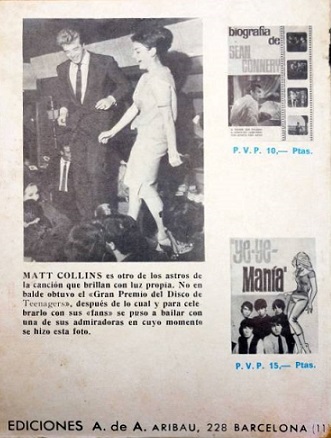 biografia
de
SEAN
CONNERY
P. V. P. 10,— Ptas.
MATT COLLINS es otro de los astros de
la canción que brillan con luz propia. No en
balde obtuvo el «Gran Premio del Disco de
Teenagers», después de lo cual y para cele
brarlo con sus «fans» se puso a bailar con
una de sus admiradoras en cuyo momento
se hizo esta foto.
"ye-ye-
Manía"
P. V. P. 15,— Ptas.
EDICIONES A. de A. ARIBAU, 228 BARCELONA (11